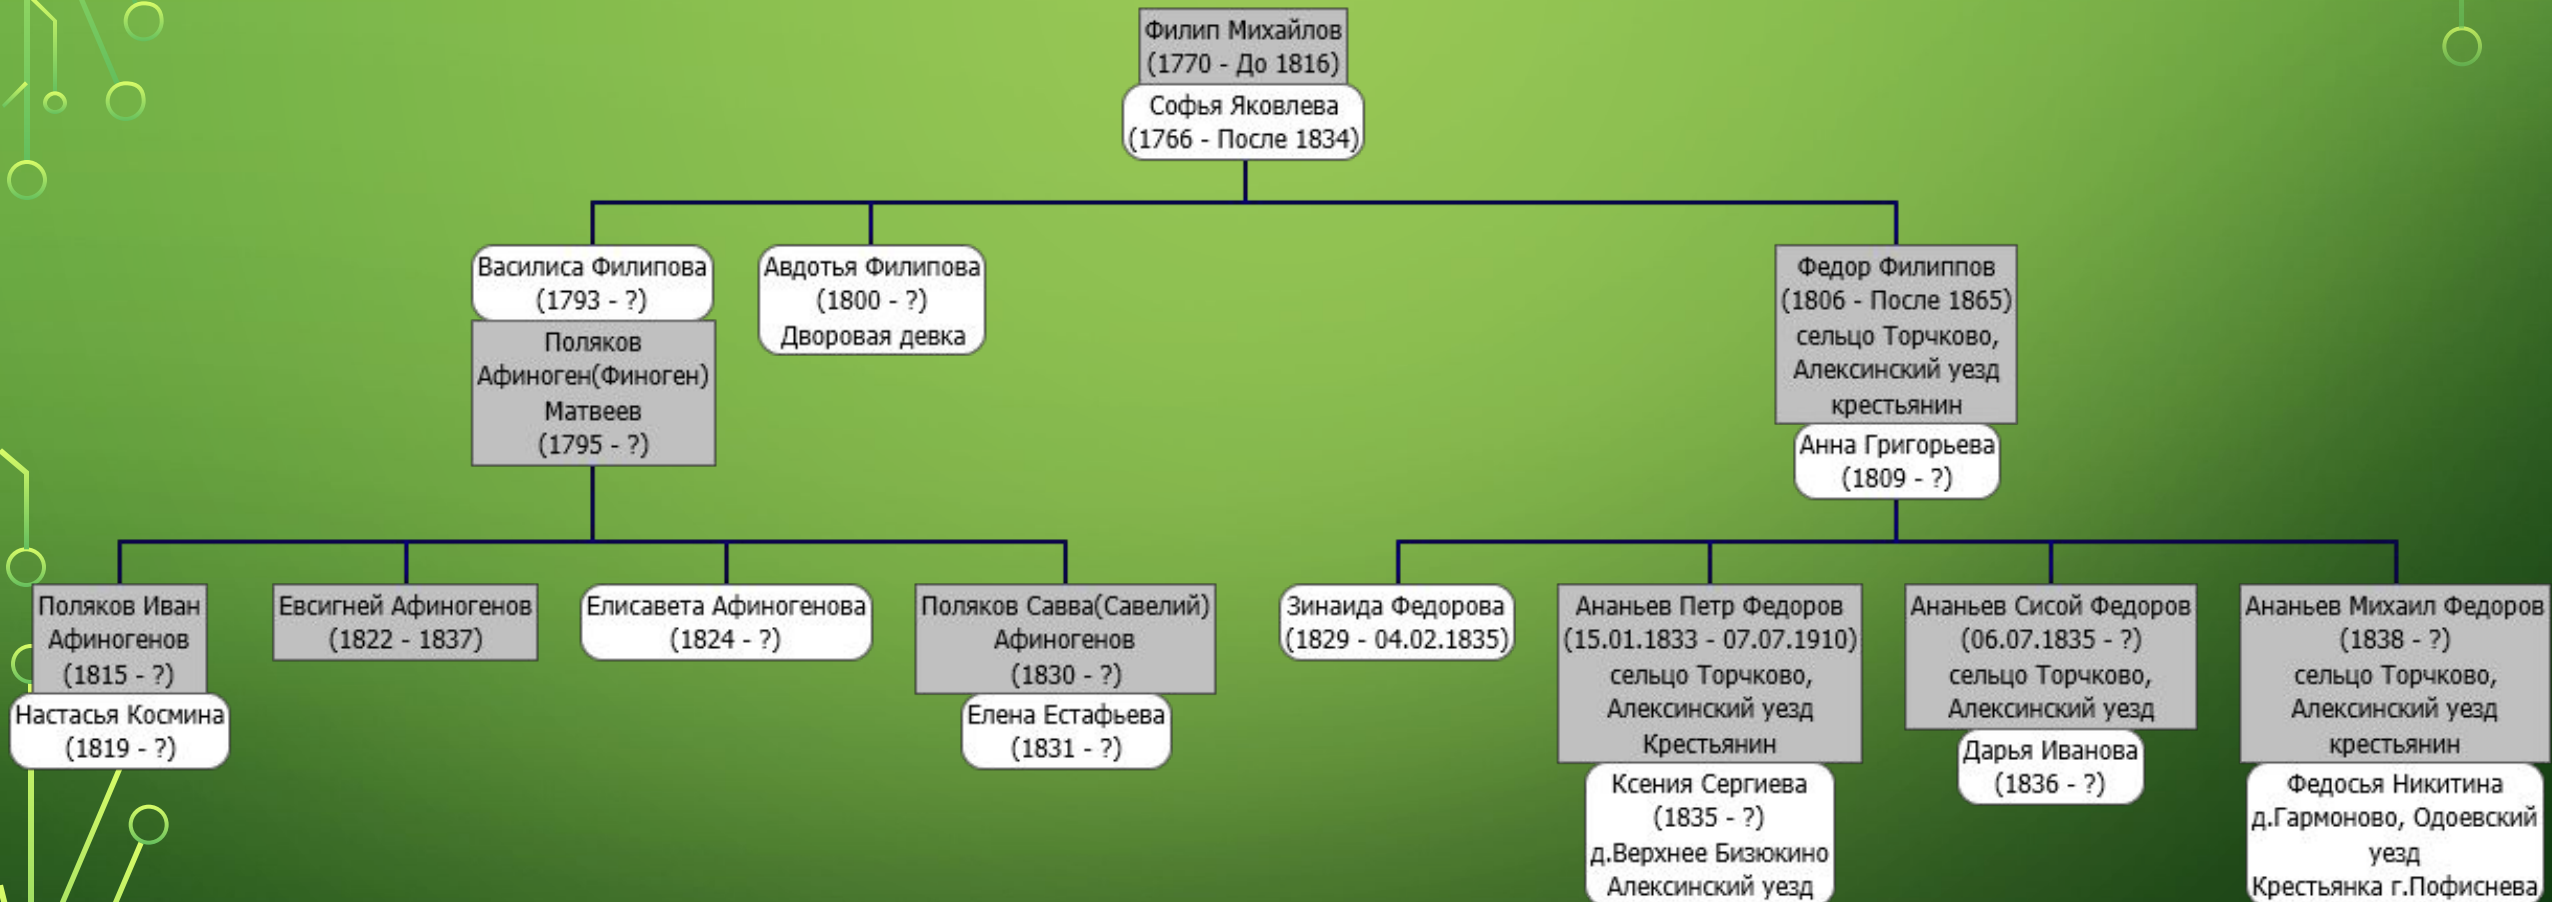 Филип Михайлов
(1770 - До 1816)
Софья Яковлева
(1766 - После 1834)
Василиса Филипова
(1793 - ?)
Поляков
Афиноген(Финоген)
Матвеев
(1795 - ?)
Авдотья Филипова
(1800 - ?)
Дворовая девка
Федор Филиппов
(1806 - После 1865)
сельцо Торчково,
Алексинский уезд
крестьянин
Анна Григорьева
(1809 - ?)
Поляков Иван
Афиногенов
(1815 - ?)
Настасья Космина
(1819 - ?)
Евсигней Афиногенов
(1822 - 1837)
Елисавета Афиногенова
(1824 - ?)
Поляков Савва(Савелий)
Афиногенов
(1830 - ?)
Елена Естафьева
(1831 - ?)
Зинаида Федорова
(1829 - 04.02.1835)
Ананьев Петр Федоров
(15.01.1833 - 07.07.1910)
сельцо Торчково,
Алексинский уезд
Крестьянин
Ксения Сергиева
(1835 - ?)
д.Верхнее Бизюкино
Алексинский уезд
Ананьев Сисой Федоров
(06.07.1835 - ?)
сельцо Торчково,
Алексинский уезд
Дарья Иванова
(1836 - ?)
Ананьев Михаил Федоров
(1838 - ?)
сельцо Торчково,
Алексинский уезд
крестьянин
Федосья Никитина
д.Гармоново, Одоевский
уезд
Крестьянка г.Пофиснева